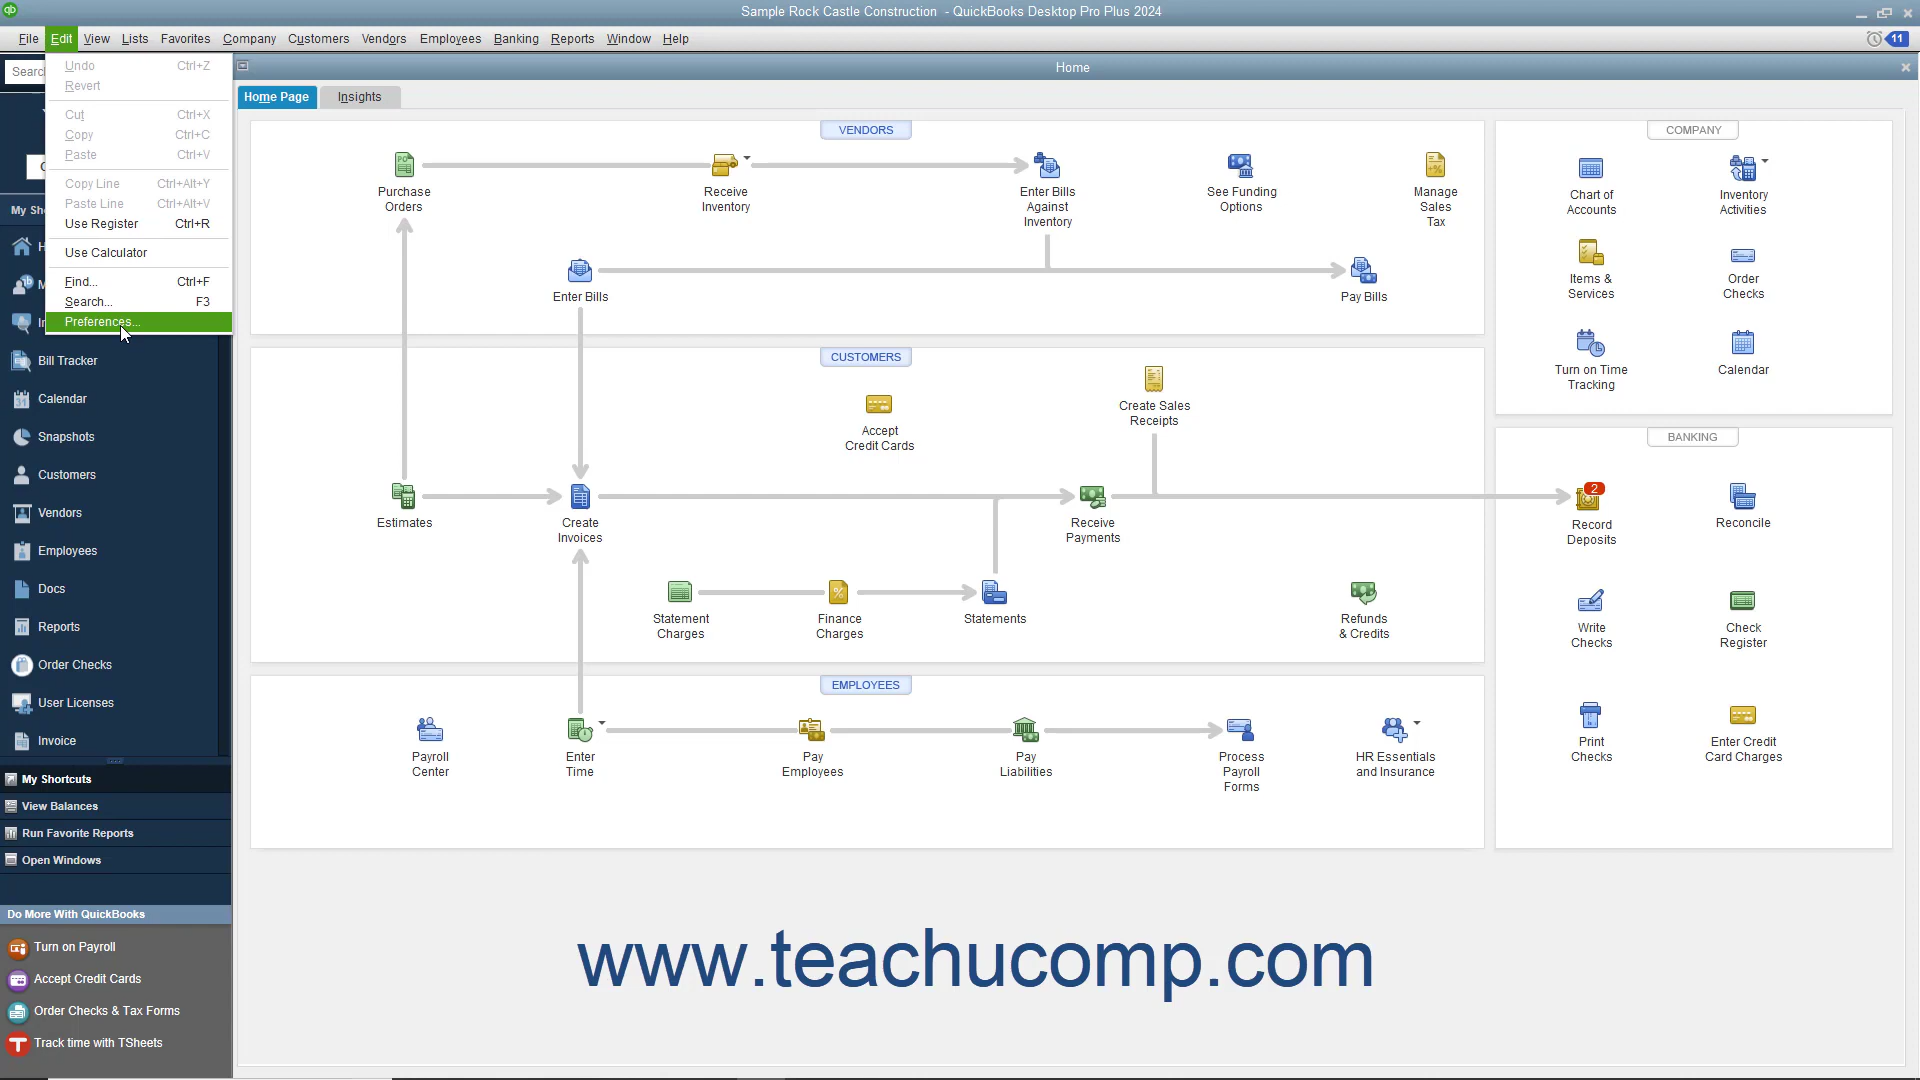 qb
Sample Rock Castle Construction - QuickBooks Desktop Pro Plus 2024
File Edit View Lists Favorites Company Customers Vendors Employees Banking Reports Window Help
11
Searc
Undo Ctrl+Z
Revert
Cut Ctrl+X
Copy Ctrl+C
Paste Ctrl+V
Copy Line Ctrl+Alt+Y
Paste Line Ctrl+Alt+V
Use Register Ctrl+R
Use Calculator
Find... Ctrl+F
Search... F3
Preferences...
My Sho
Bill Tracker
31
Calendar
Snapshots
Customers
Vendors
Employees
Docs
Reports
Order Checks
User Licenses
Invoice
My Shortcuts
View Balances
Run Favorite Reports
Open Windows
Do More With QuickBooks
Turn on Payroll
Accept Credit Cards
Order Checks & Tax Forms
Track time with TSheets
Home
Home Page
Insights
VENDORS
PO
Purchase
Orders
Receive
Inventory
Enter Bills
Against
Inventory
See Funding
Options
Manage
Sales
Tax
Enter Bills
Pay Bills
CUSTOMERS
Accept
Credit Cards
Create Sales
Receipts
Estimates
Create
Invoices
Receive
Payments
Statement
Charges
Finance
Charges
Statements
Refunds
& Credits
EMPLOYEES
Payroll
Center
Enter
Time
Pay
Employees
Pay
Liabilities
Process
Payroll
Forms
HR Essentials
and Insurance
COMPANY
Chart of
Accounts
Inventory
Activities
Items &
Services
Order
Checks
Turn on Time
Tracking
Calendar
BANKING
2
Record
Deposits
Reconcile
Write
Checks
Check
Register
Print
Checks
Enter Credit
Card Charges
www.teachucomp.com